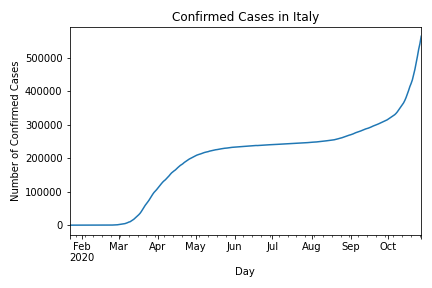 Confirmed Cases in Italy
Number of Confirmed Cases
500000
400000
300000
200000
100000
0
Feb Mar Apr May Jun Jul Aug Sep Oct
2020
Day